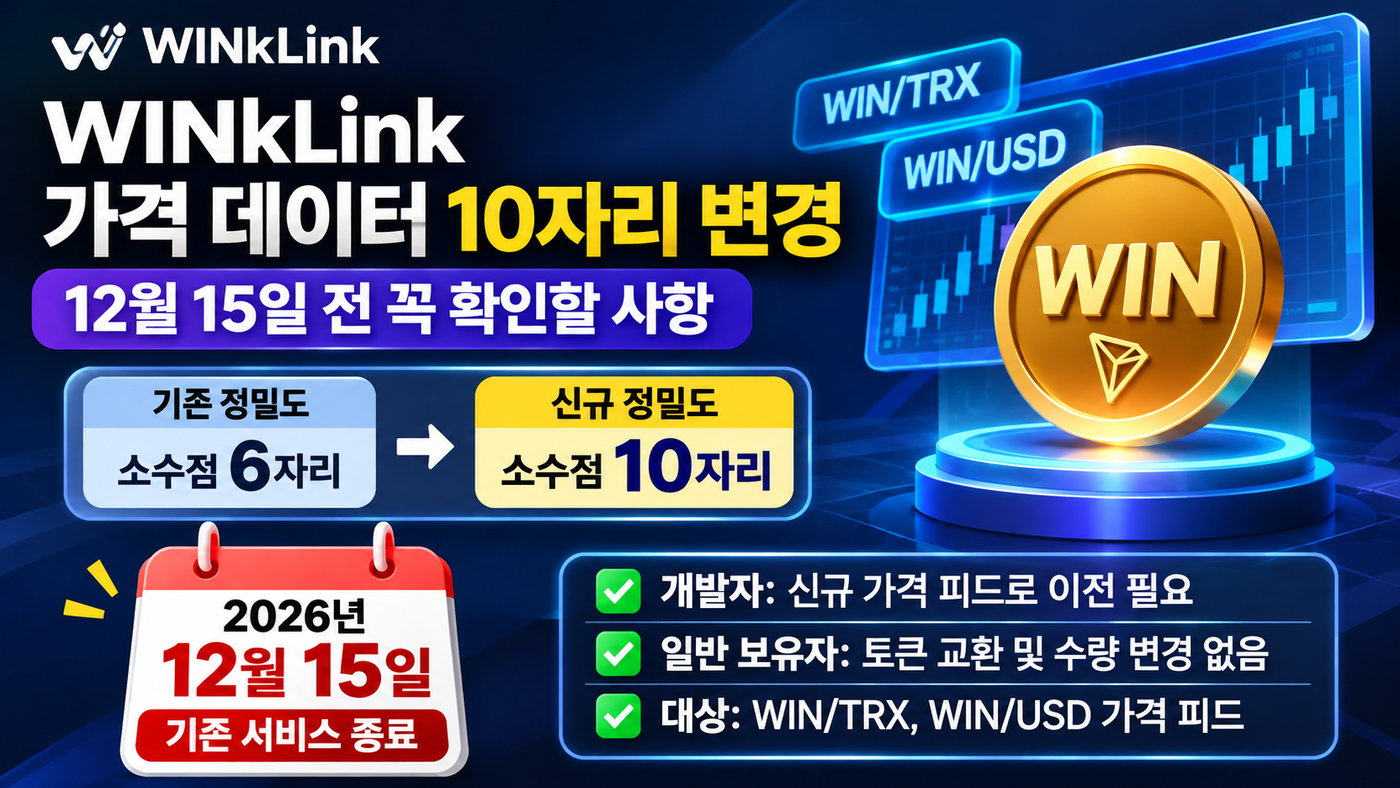 WINkLink
WINkLink
가격 데이터 10자리 변경
12월 15일 전 꼭 확인할 사항
WIN/TRX
WIN/USD
WIN
기존 정밀도
소수점 6자리
신규 정밀도
소수점 10자리
2026년
12월 15일
기존 서비스 종료
개발자: 신규 가격 피드로 이전 필요
일반 보유자: 토큰 교환 및 수량 변경 없음
대상: WIN/TRX, WIN/USD 가격 피드